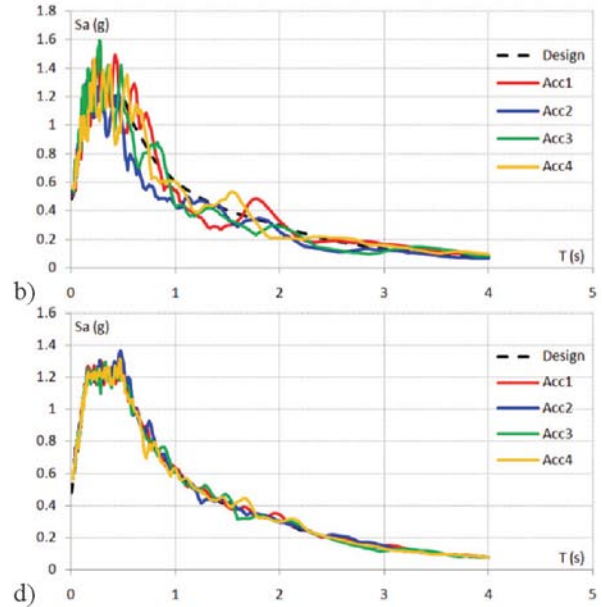 Sa (g)
1.8
1.6
1.4
1.2
1
0.8
0.6
0.4
0.2
0
Design
Acc1
Acc2
Acc3
Acc4
T (s)
b)
0 1 2 3 4
Sa (g)
1.6
1.4
1.2
1
0.8
0.6
0.4
0.2
0
Design
Acc1
Acc2
Acc3
Acc4
T (s)
d)
0 1 2 3 4